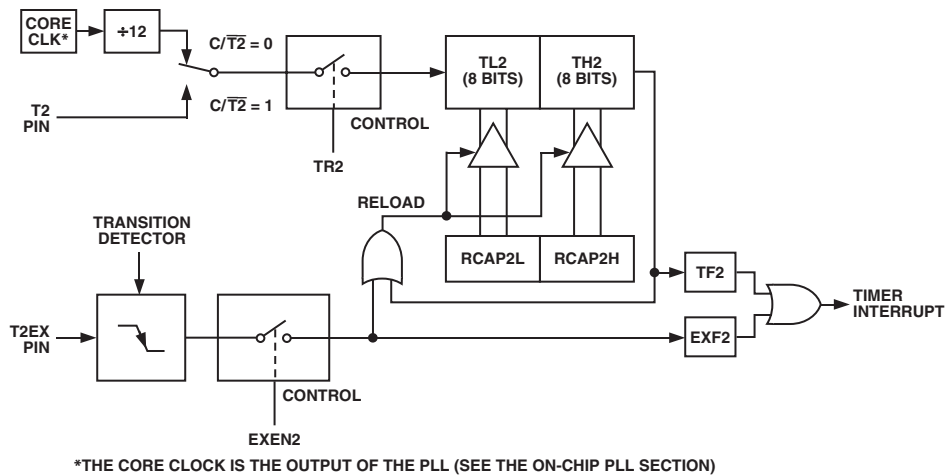 CORE
CLK*
÷12
C/T2̅ = 0
C/T2̅ = 1
T2
PIN
CONTROL
TR2
TL2
(8 BITS)
TH2
(8 BITS)
RELOAD
TRANSITION
DETECTOR
RCAP2L
RCAP2H
TF2
TIMER
INTERRUPT
T2EX
PIN
EXF2
CONTROL
EXEN2
*THE CORE CLOCK IS THE OUTPUT OF THE PLL (SEE THE ON-CHIP PLL SECTION)